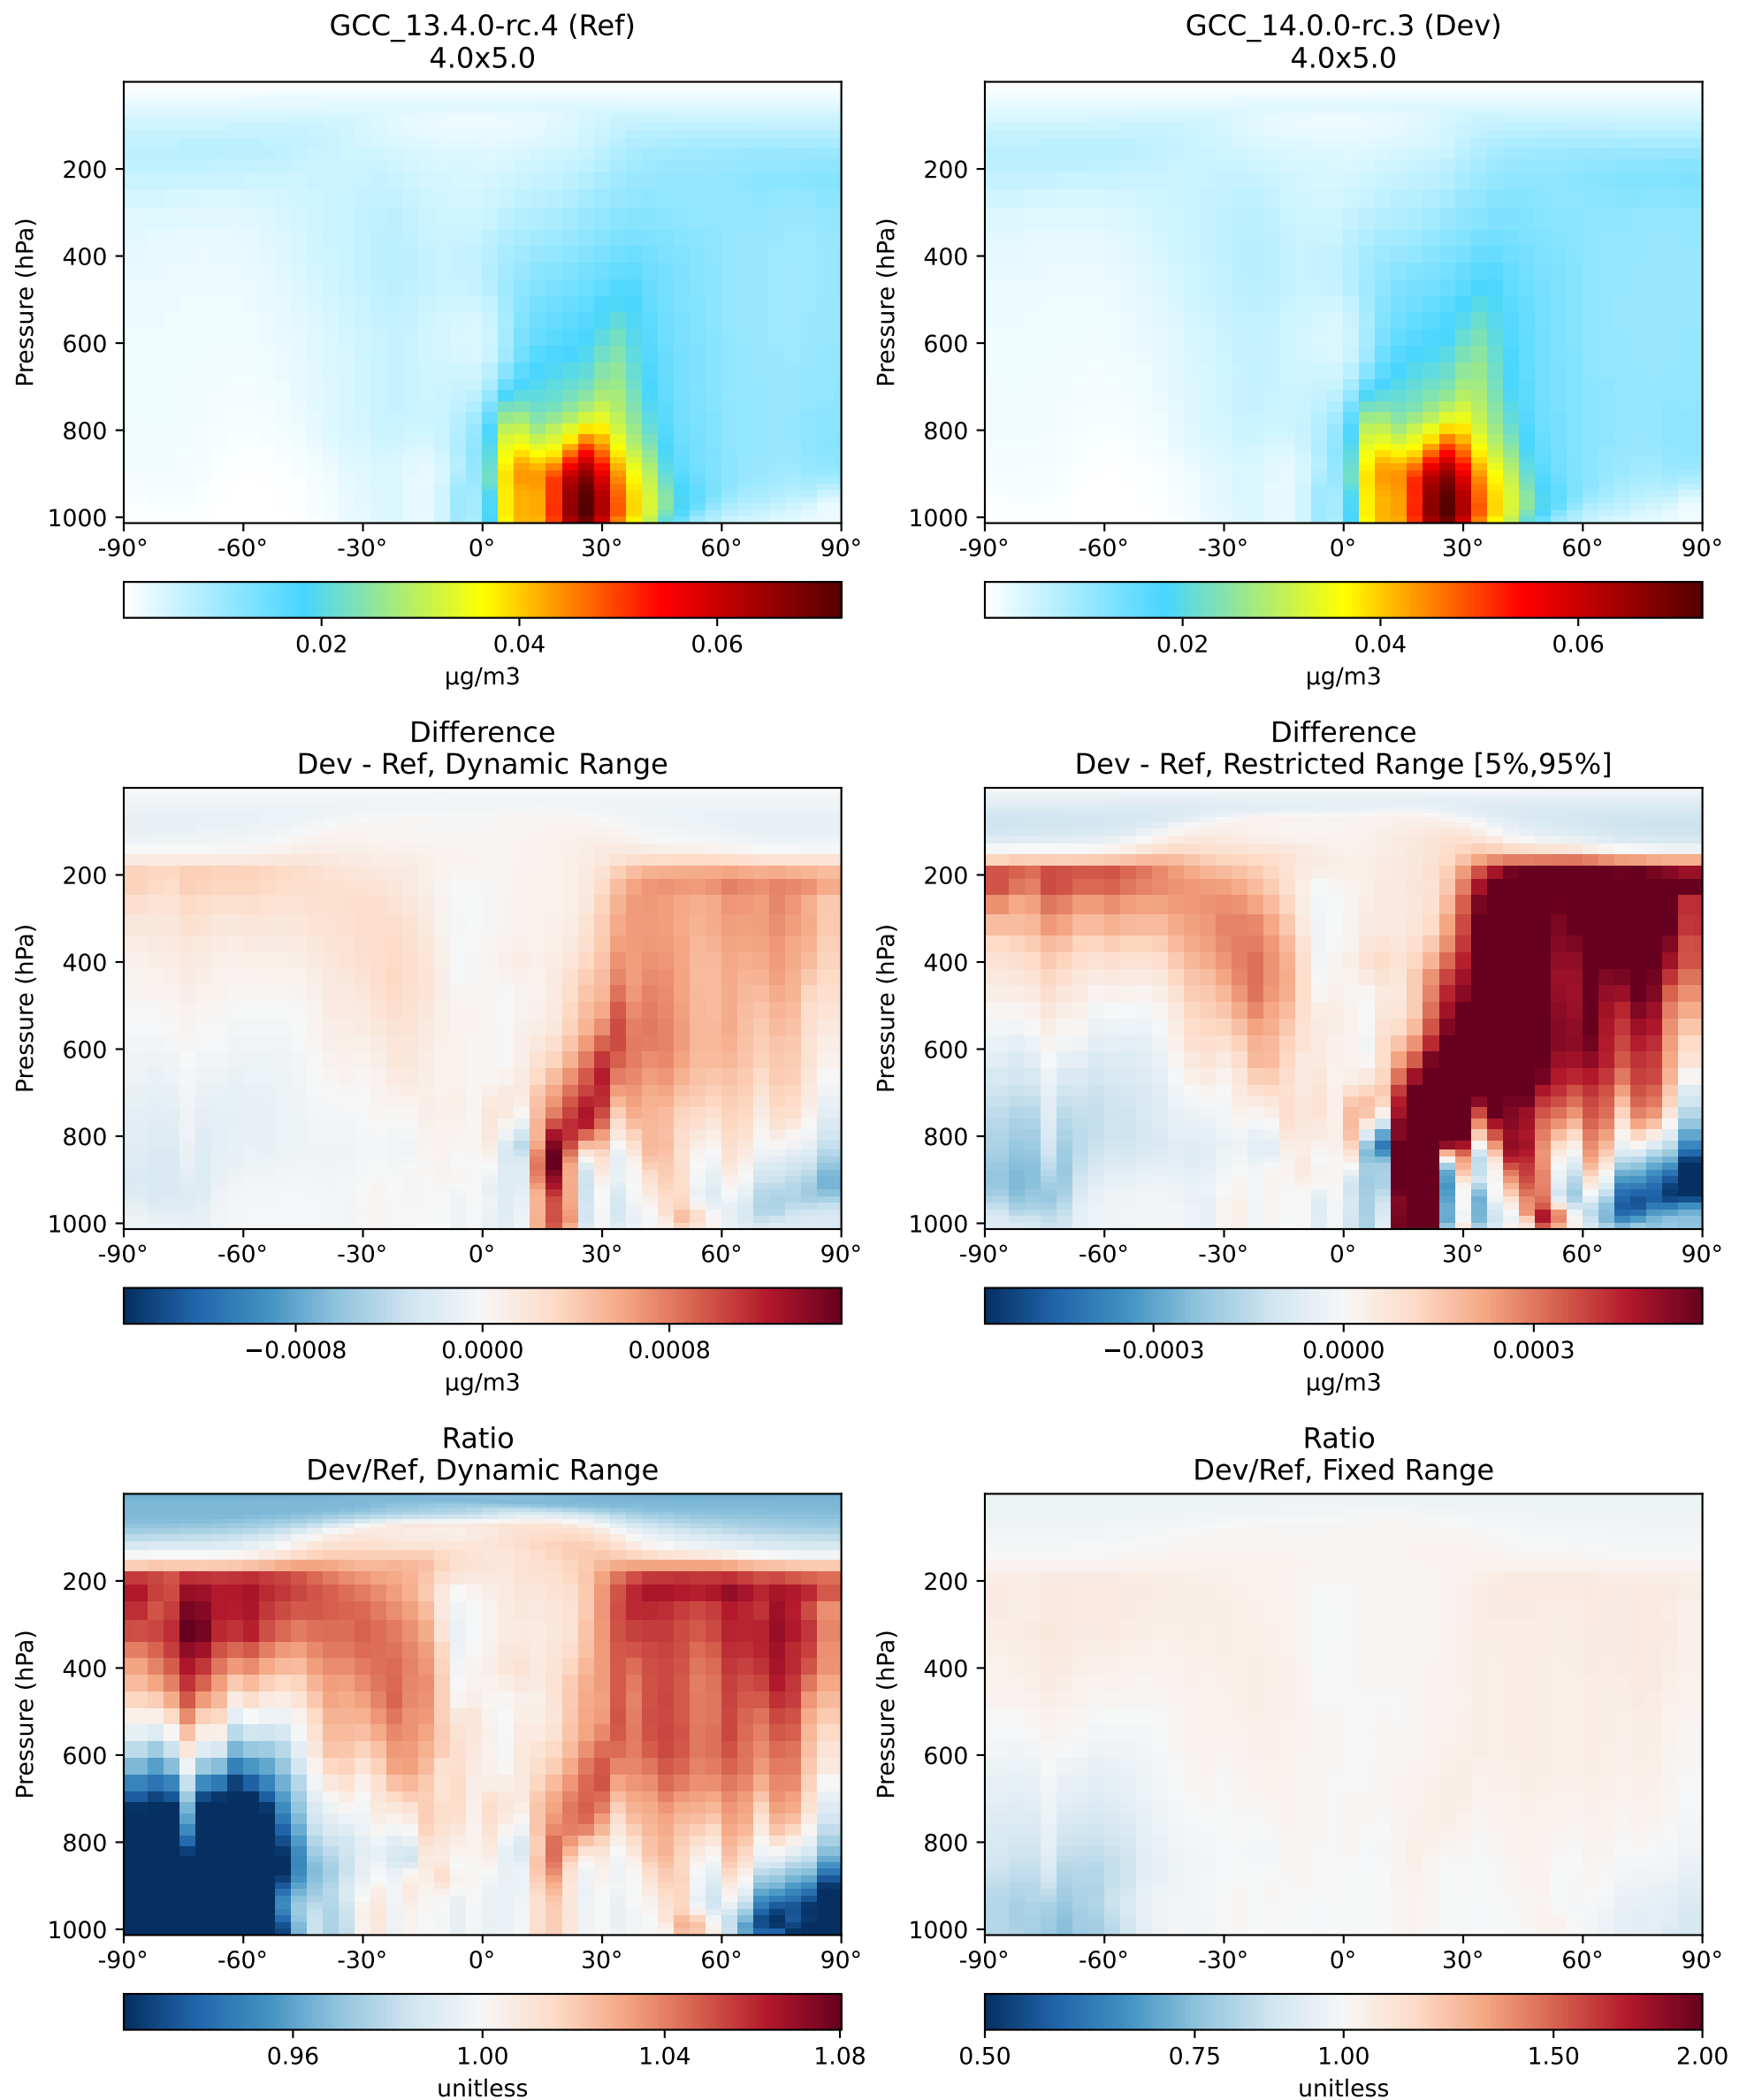 GCC_13.4.0-rc.4 (Ref)
4.0x5.0
Pressure (hPa)
200
400
600
800
1000
-90° -60° -30° 0° 30° 60° 90°
0.02 0.04 0.06
µg/m3
GCC_14.0.0-rc.3 (Dev)
4.0x5.0
Pressure (hPa)
200
400
600
800
1000
-90° -60° -30° 0° 30° 60° 90°
0.02 0.04 0.06
µg/m3
Difference
Dev - Ref, Dynamic Range
Pressure (hPa)
200
400
600
800
1000
-90° -60° -30° 0° 30° 60° 90°
−0.0008 0.0000 0.0008
µg/m3
Difference
Dev - Ref, Restricted Range [5%,95%]
Pressure (hPa)
200
400
600
800
1000
-90° -60° -30° 0° 30° 60° 90°
−0.0003 0.0000 0.0003
µg/m3
Ratio
Dev/Ref, Dynamic Range
Pressure (hPa)
200
400
600
800
1000
-90° -60° -30° 0° 30° 60° 90°
0.96 1.00 1.04 1.08
unitless
Ratio
Dev/Ref, Fixed Range
Pressure (hPa)
200
400
600
800
1000
-90° -60° -30° 0° 30° 60° 90°
0.50 0.75 1.00 1.50 2.00
unitless